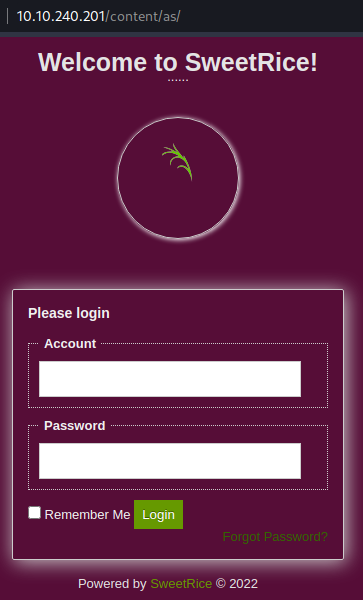 10.10.240.201/content/as/
Welcome to SweetRice!
......
Please login
Account
Password
Remember Me Login
Forgot Password?
Powered by SweetRice © 2022